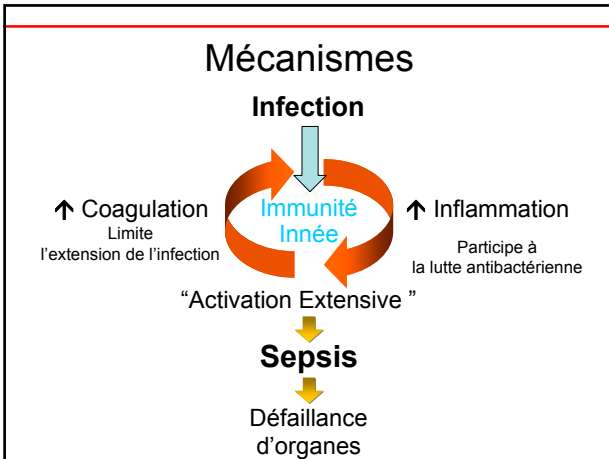 Mécanismes
Infection
↑ Coagulation
Limite
l'extension de l'infection
Immunité
Innée
↑ Inflammation
Participe à
la lutte antibactérienne
“Activation Extensive ”
Sepsis
Défaillance
d'organes